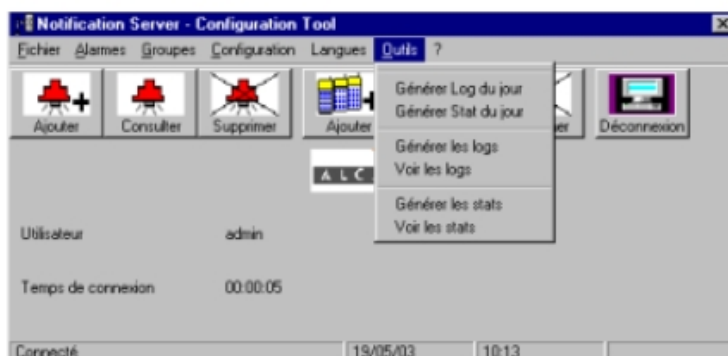 Notification Server - Configuration Tool
Fichier Alarmes Groupes Configuration Langues Outils ?
Ajouter Consulter Supprimer Ajouter Déconnexion
Générer Log du jour
Générer Stat du jour
Générer les logs
Voir les logs
Générer les stats
Voir les stats
Utilisateur admin
Temps de connexion 00:00:05
Connecté 19/05/03 10:13